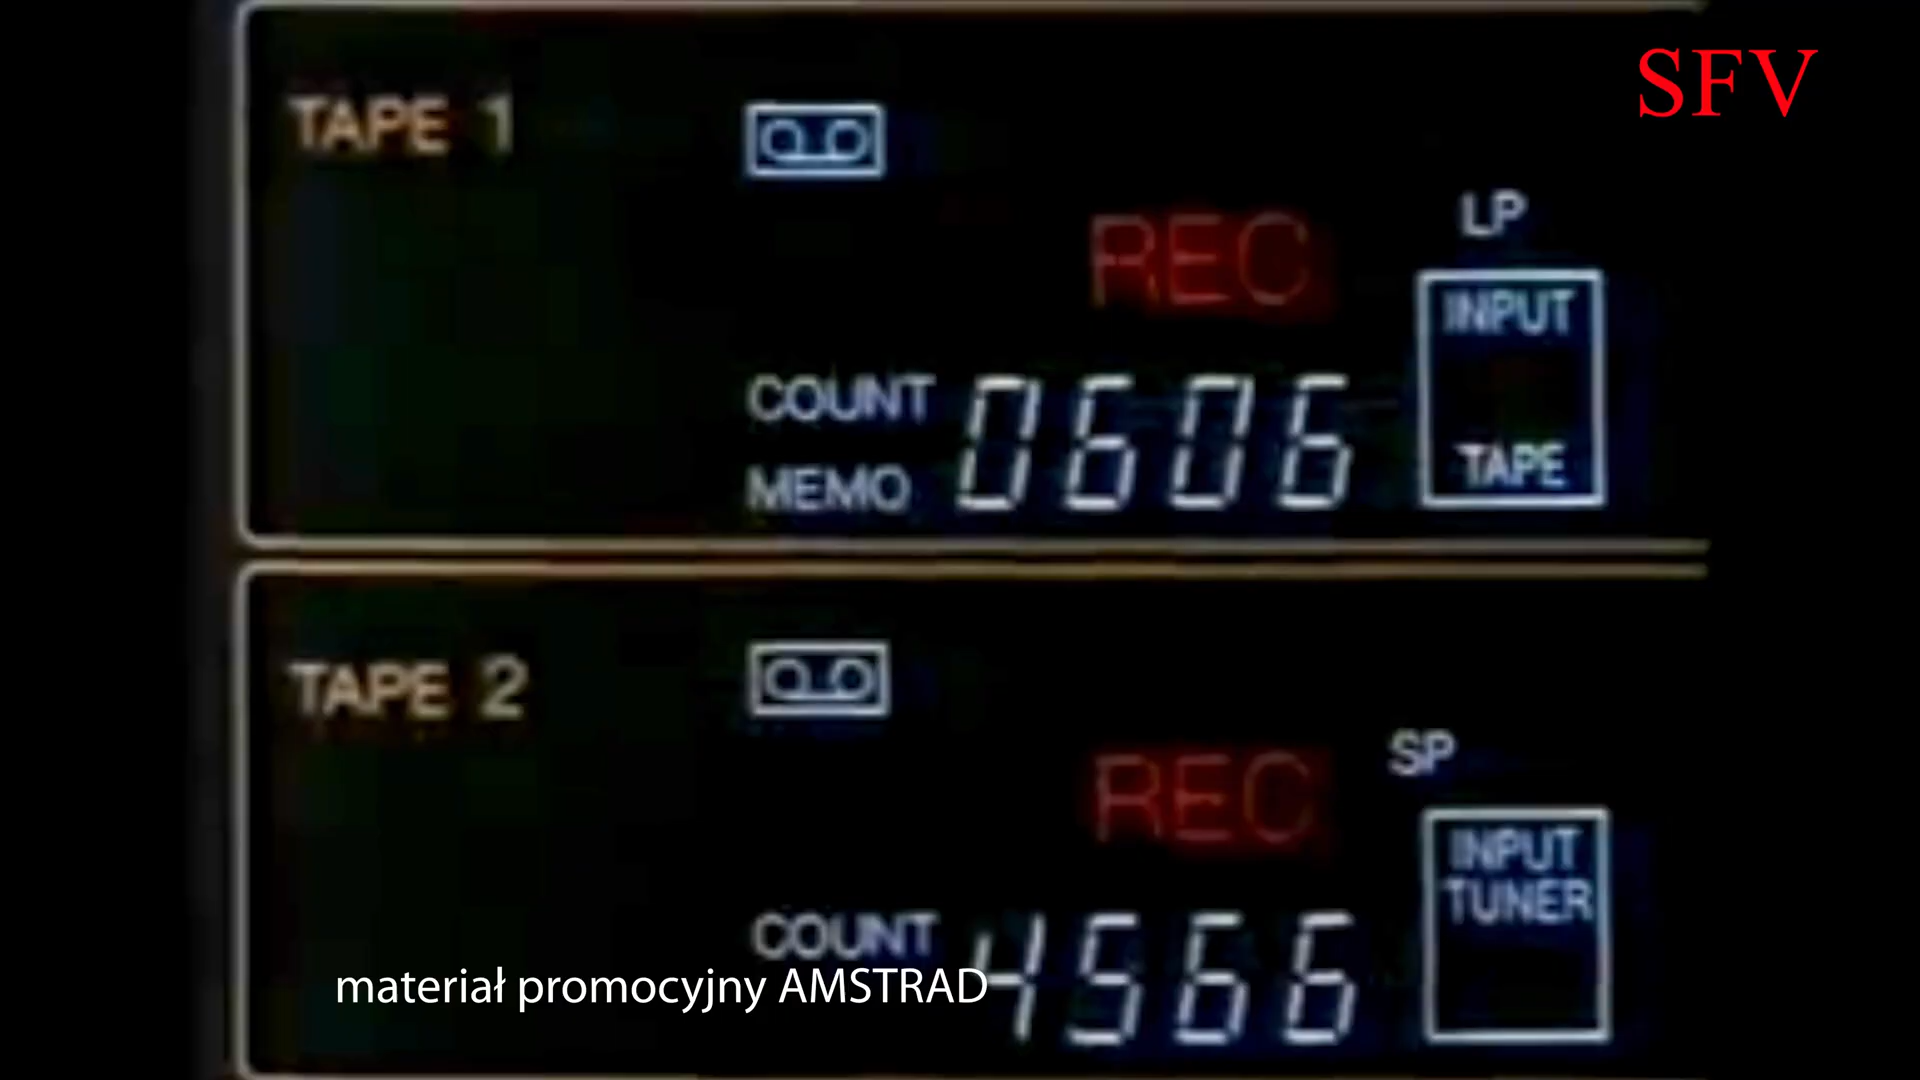 SFV
TAPE 1
REC
LP
INPUT
COUNT 0606
MEMO
TAPE
TAPE 2
REC
SP
INPUT
TUNER
COUNT 4566
materiał promocyjny AMSTRAD